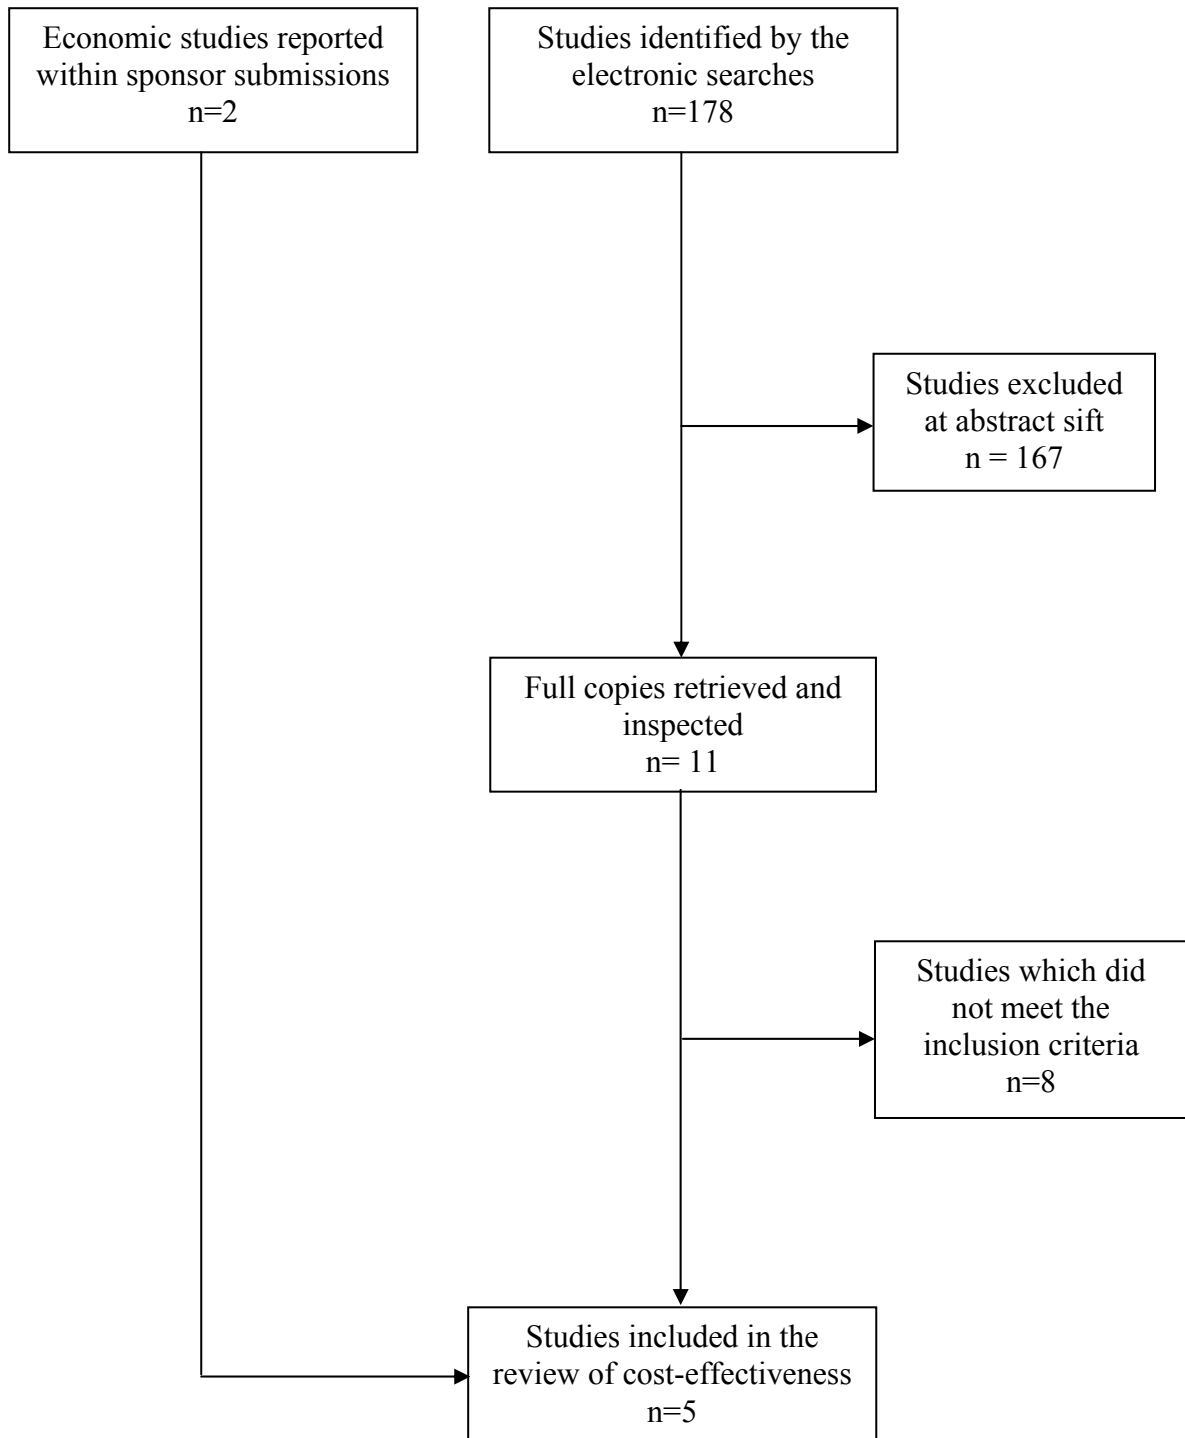 Economic studies reported
within sponsor submissions
n=2
Studies identified by the
electronic searches
n=178
Studies excluded
at abstract sift
n = 167
Full copies retrieved and
inspected
n= 11
Studies which did
not meet the
inclusion criteria
n=8
Studies included in the
review of cost-effectiveness
n=5